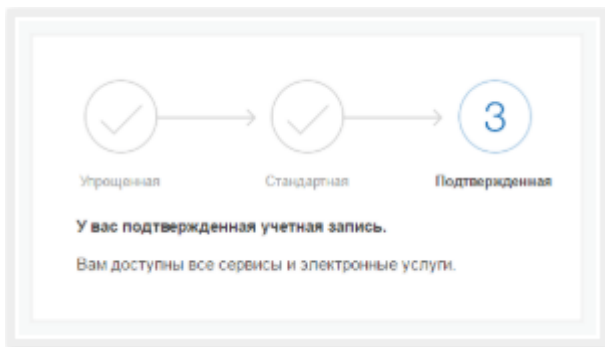 3
Упрощенная Стандартная Подтвержденная
У вас подтвержденная учетная запись.
Вам доступны все сервисы и электронные услуги.